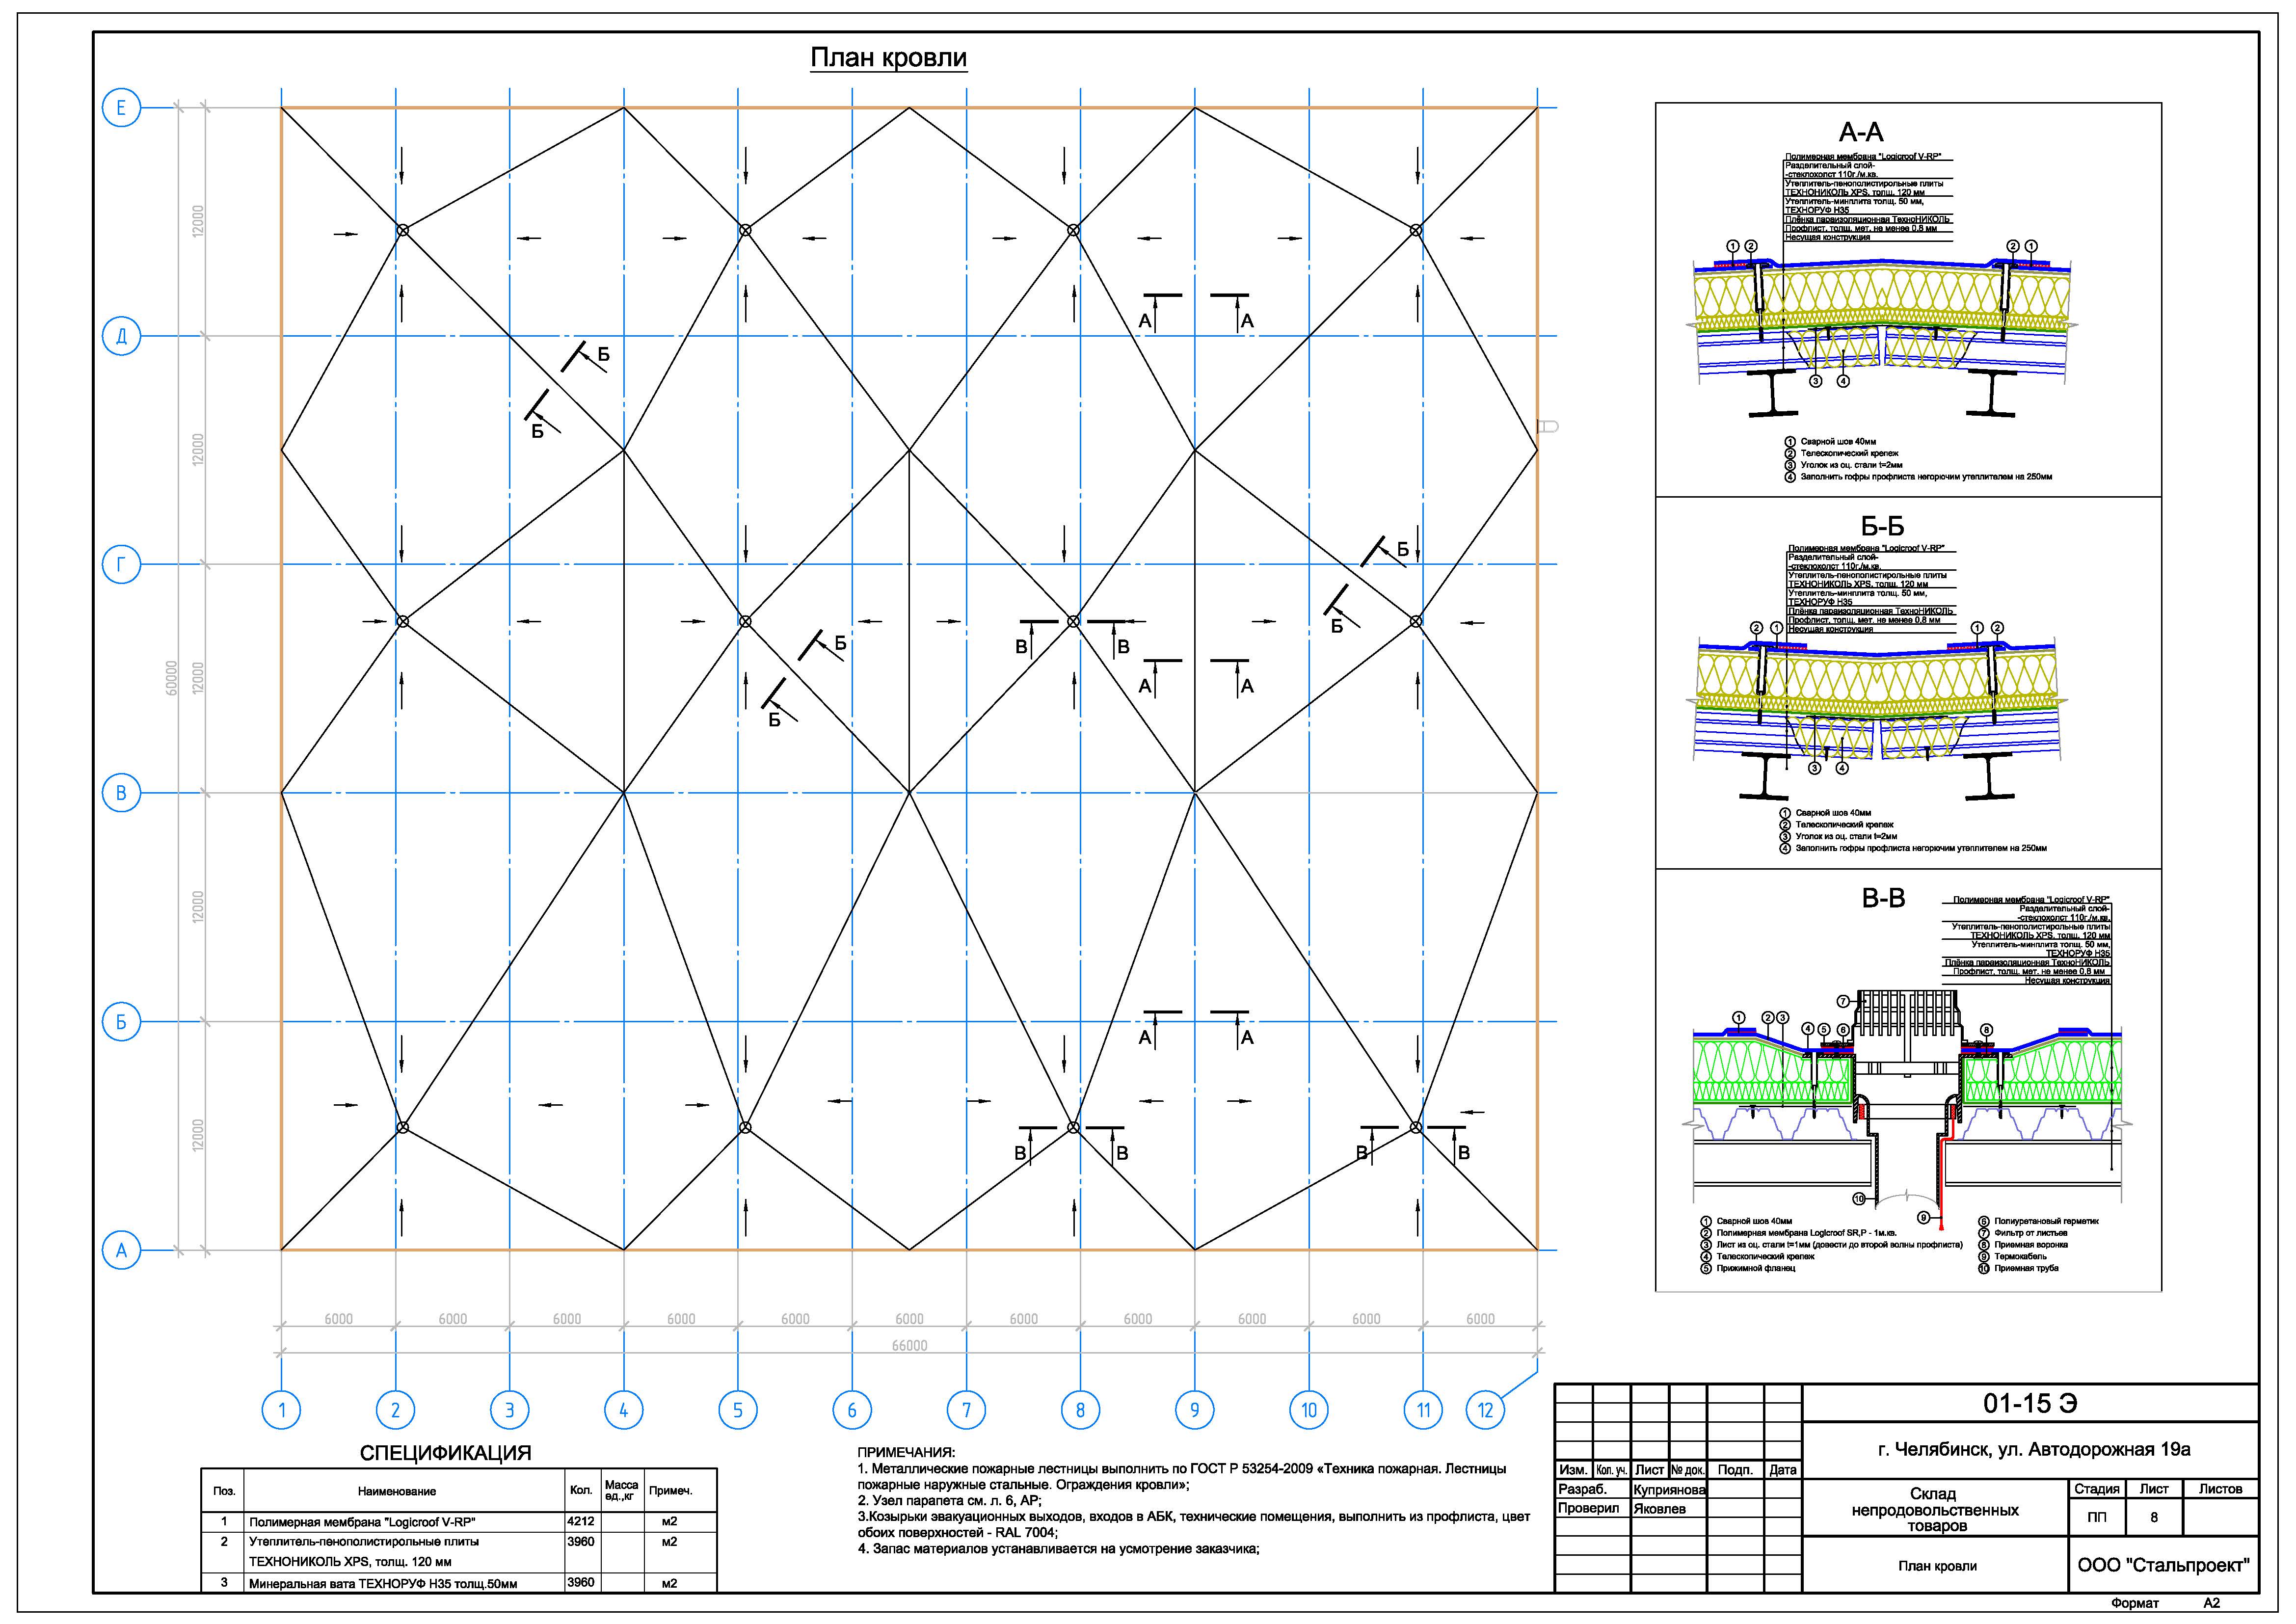 План кровли
Е
Д
Г
В
Б
А
12000
12000
12000
12000
12000
60000
Б
Б
Б
Б
Б
Б
А
А
А
А
А
А
В
В
В
В
В
В
6000
6000
6000
6000
6000
6000
6000
6000
6000
6000
6000
66000
1
2
3
4
5
6
7
8
9
10
11
12
А-А
Полимерная мембрана "Logicroof V-RP"
Разделительный слой-
-стеклохолст 110г./м.кв.
Утеплитель-пенополистирольные плиты
ТЕХНОНИКОЛЬ XPS, толщ. 120 мм
Утеплитель-минплита толщ. 50 мм,
ТЕХНОРУФ Н35
Плёнка пароизоляционная ТехноНИКОЛЬ
Профлист, толщ. мет. не менее 0,8 мм
Несущая конструкция
1 2 2 1
3 4
1 Сварной шов 40мм
2 Телескопический крепеж
3 Уголок из оц. стали t=2мм
4 Заполнить гофры профлиста негорючим утеплителем на 250мм
Б-Б
Полимерная мембрана "Logicroof V-RP"
Разделительный слой-
-стеклохолст 110г./м.кв.
Утеплитель-пенополистирольные плиты
ТЕХНОНИКОЛЬ XPS, толщ. 120 мм
Утеплитель-минплита толщ. 50 мм,
ТЕХНОРУФ Н35
Плёнка пароизоляционная ТехноНИКОЛЬ
Профлист, толщ. мет. не менее 0,8 мм
Несущая конструкция
2 1 1 2
3 4
1 Сварной шов 40мм
2 Телескопический крепеж
3 Уголок из оц. стали t=2мм
4 Заполнить гофры профлиста негорючим утеплителем на 250мм
В-В
Полимерная мембрана "Logicroof V-RP"
Разделительный слой-
-стеклохолст 110г./м.кв.
Утеплитель-пенополистирольные плиты
ТЕХНОНИКОЛЬ XPS, толщ. 120 мм
Утеплитель-минплита толщ. 50 мм,
ТЕХНОРУФ Н35
Плёнка пароизоляционная ТехноНИКОЛЬ
Профлист, толщ. мет. не менее 0,8 мм
Несущая конструкция
7
1 2 3 4 5 6 8
10
9
1 Сварной шов 40мм
2 Полимерная мембрана Logicroof SR,P - 1м.кв.
3 Лист из оц. стали t=1мм (довести до второй волны профлиста)
4 Телескопический крепеж
5 Прижимной фланец
6 Полиуретановый герметик
7 Фильтр от листьев
8 Приемная воронка
9 Термокабель
10 Приемная труба
СПЕЦИФИКАЦИЯ
Поз. Наименование Кол. Масса ед.,кг Примеч.
1 Полимерная мембрана "Logicroof V-RP" 4212 м2
2 Утеплитель-пенополистирольные плиты 3960 м2
ТЕХНОНИКОЛЬ XPS, толщ. 120 мм
3 Минеральная вата ТЕХНОРУФ Н35 толщ.50мм 3960 м2
ПРИМЕЧАНИЯ:
1. Металлические пожарные лестницы выполнить по ГОСТ Р 53254-2009 «Техника пожарная. Лестницы
пожарные наружные стальные. Ограждения кровли»;
2. Узел парапета см. л. 6, АР;
3.Козырьки эвакуационных выходов, входов в АБК, технические помещения, выполнить из профлиста, цвет
обоих поверхностей - RAL 7004;
4. Запас материалов устанавливается на усмотрение заказчика;
01-15 Э
г. Челябинск, ул. Автодорожная 19а
Изм. Кол. уч. Лист № док. Подп. Дата
Разраб. Куприянова
Проверил Яковлев
Склад
непродовольственных
товаров
Стадия Лист Листов
ПП 8
План кровли
ООО "Стальпроект"
Формат А2